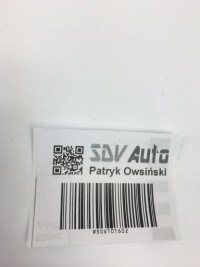 SDV Auto
Patryk Owsiński
#SDV101602